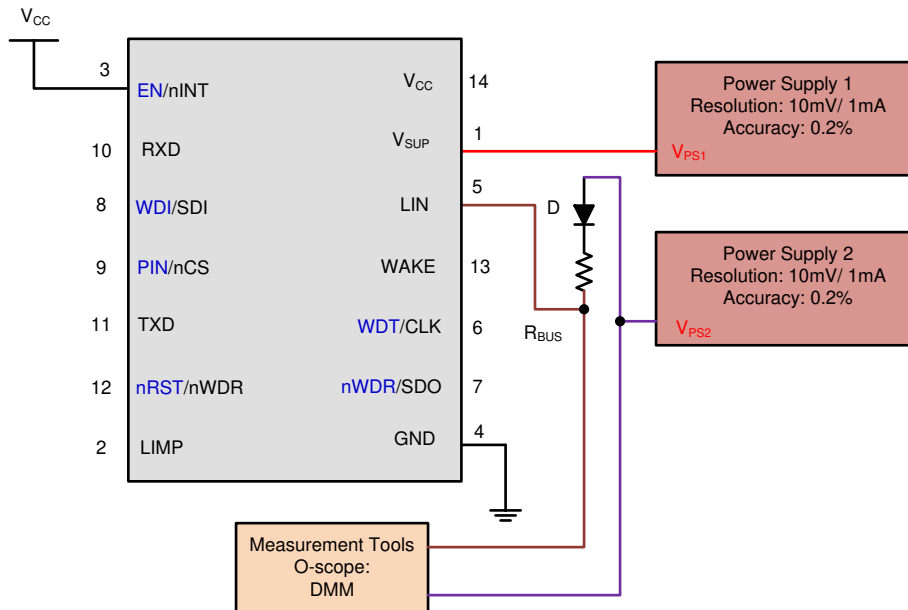 VCC
3
EN/nINT
VCC
14
10
RXD
VSUP
1
8
WDI/SDI
LIN
5
9
PIN/nCS
WAKE
13
11
TXD
WDT/CLK
6
12
nRST/nWDR
nWDR/SDO
7
2
LIMP
GND
4
D
RBUS
Power Supply 1
Resolution: 10mV/ 1mA
Accuracy: 0.2%
VPS1
Power Supply 2
Resolution: 10mV/ 1mA
Accuracy: 0.2%
VPS2
Measurement Tools
O-scope:
DMM